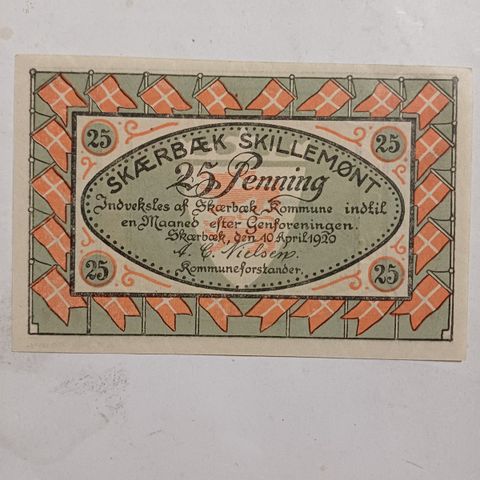 25
25
SKÆRBÆK SKILLEMØNT
25 Penning
Indveksles af Skærbæk Kommune indtil
en Maaned efter Genforeningen.
Skærbæk, den 10 April 1920
A. C. Nielsen.
Kommuneforstander.
25
25